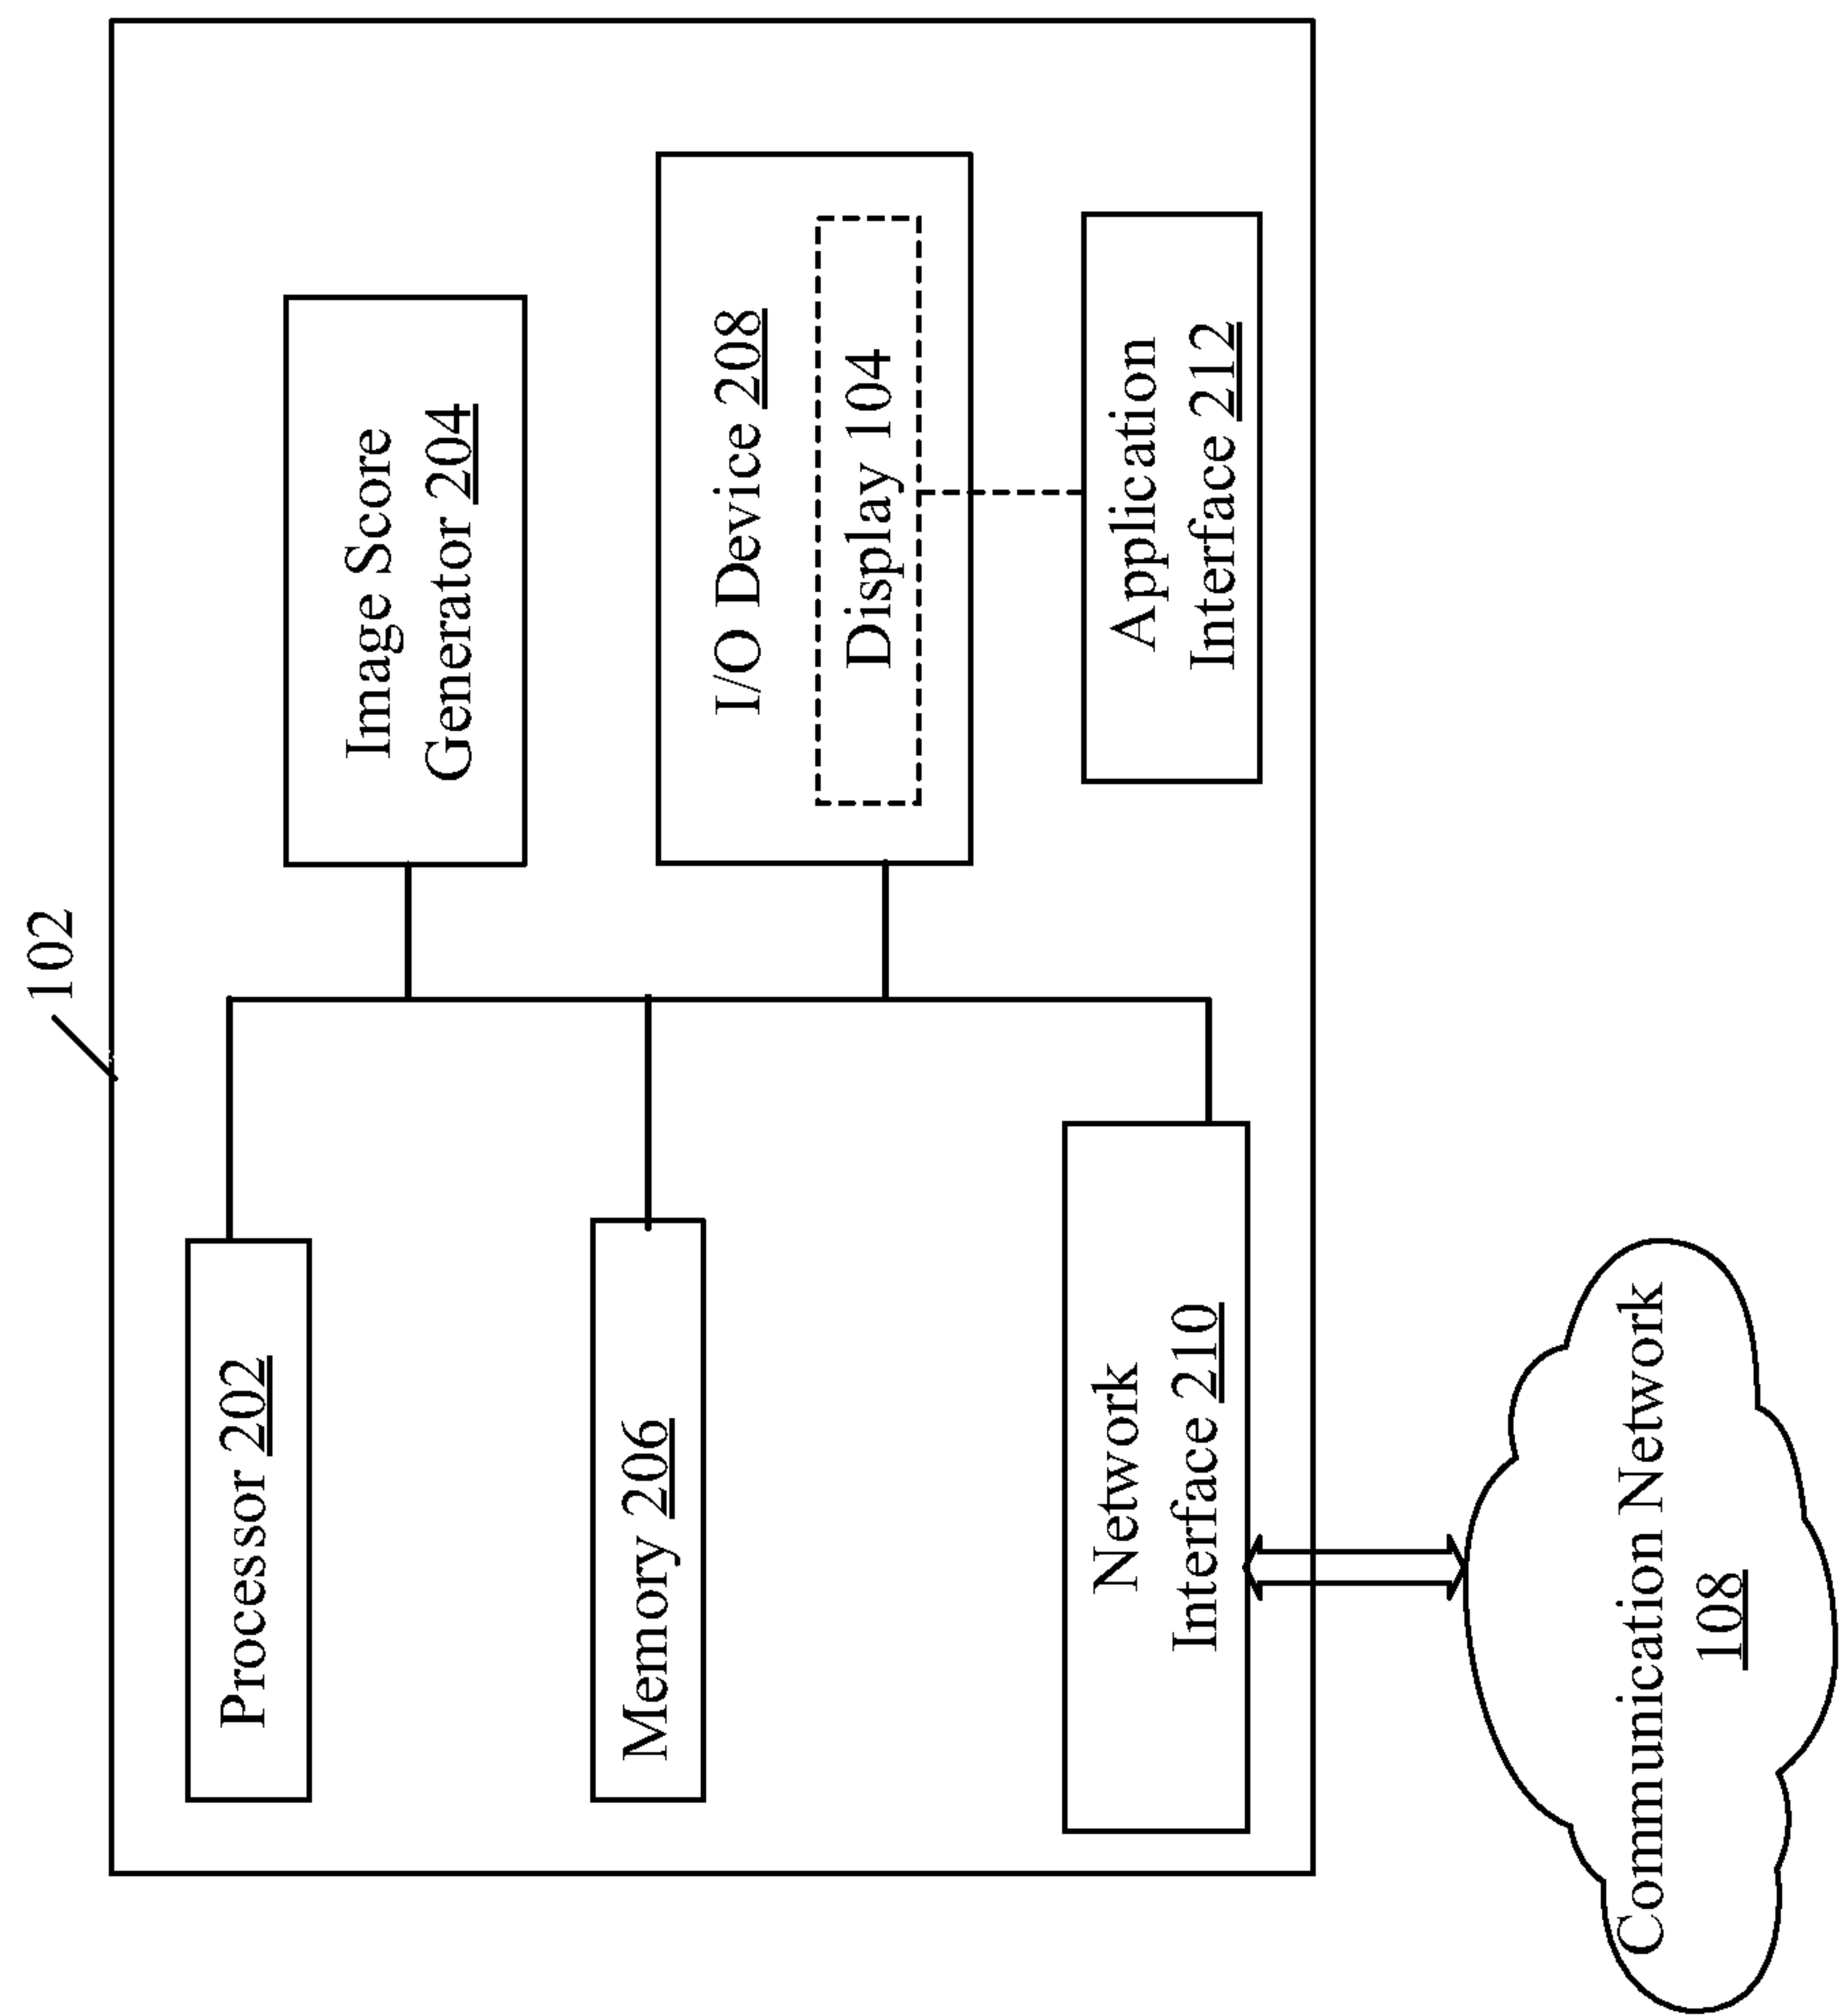 102
Processor 202
Image Score
Generator 204
Memory 206
I/O Device 208
Display 104
Network
Interface 210
Application
Interface 212
Communication Network
108